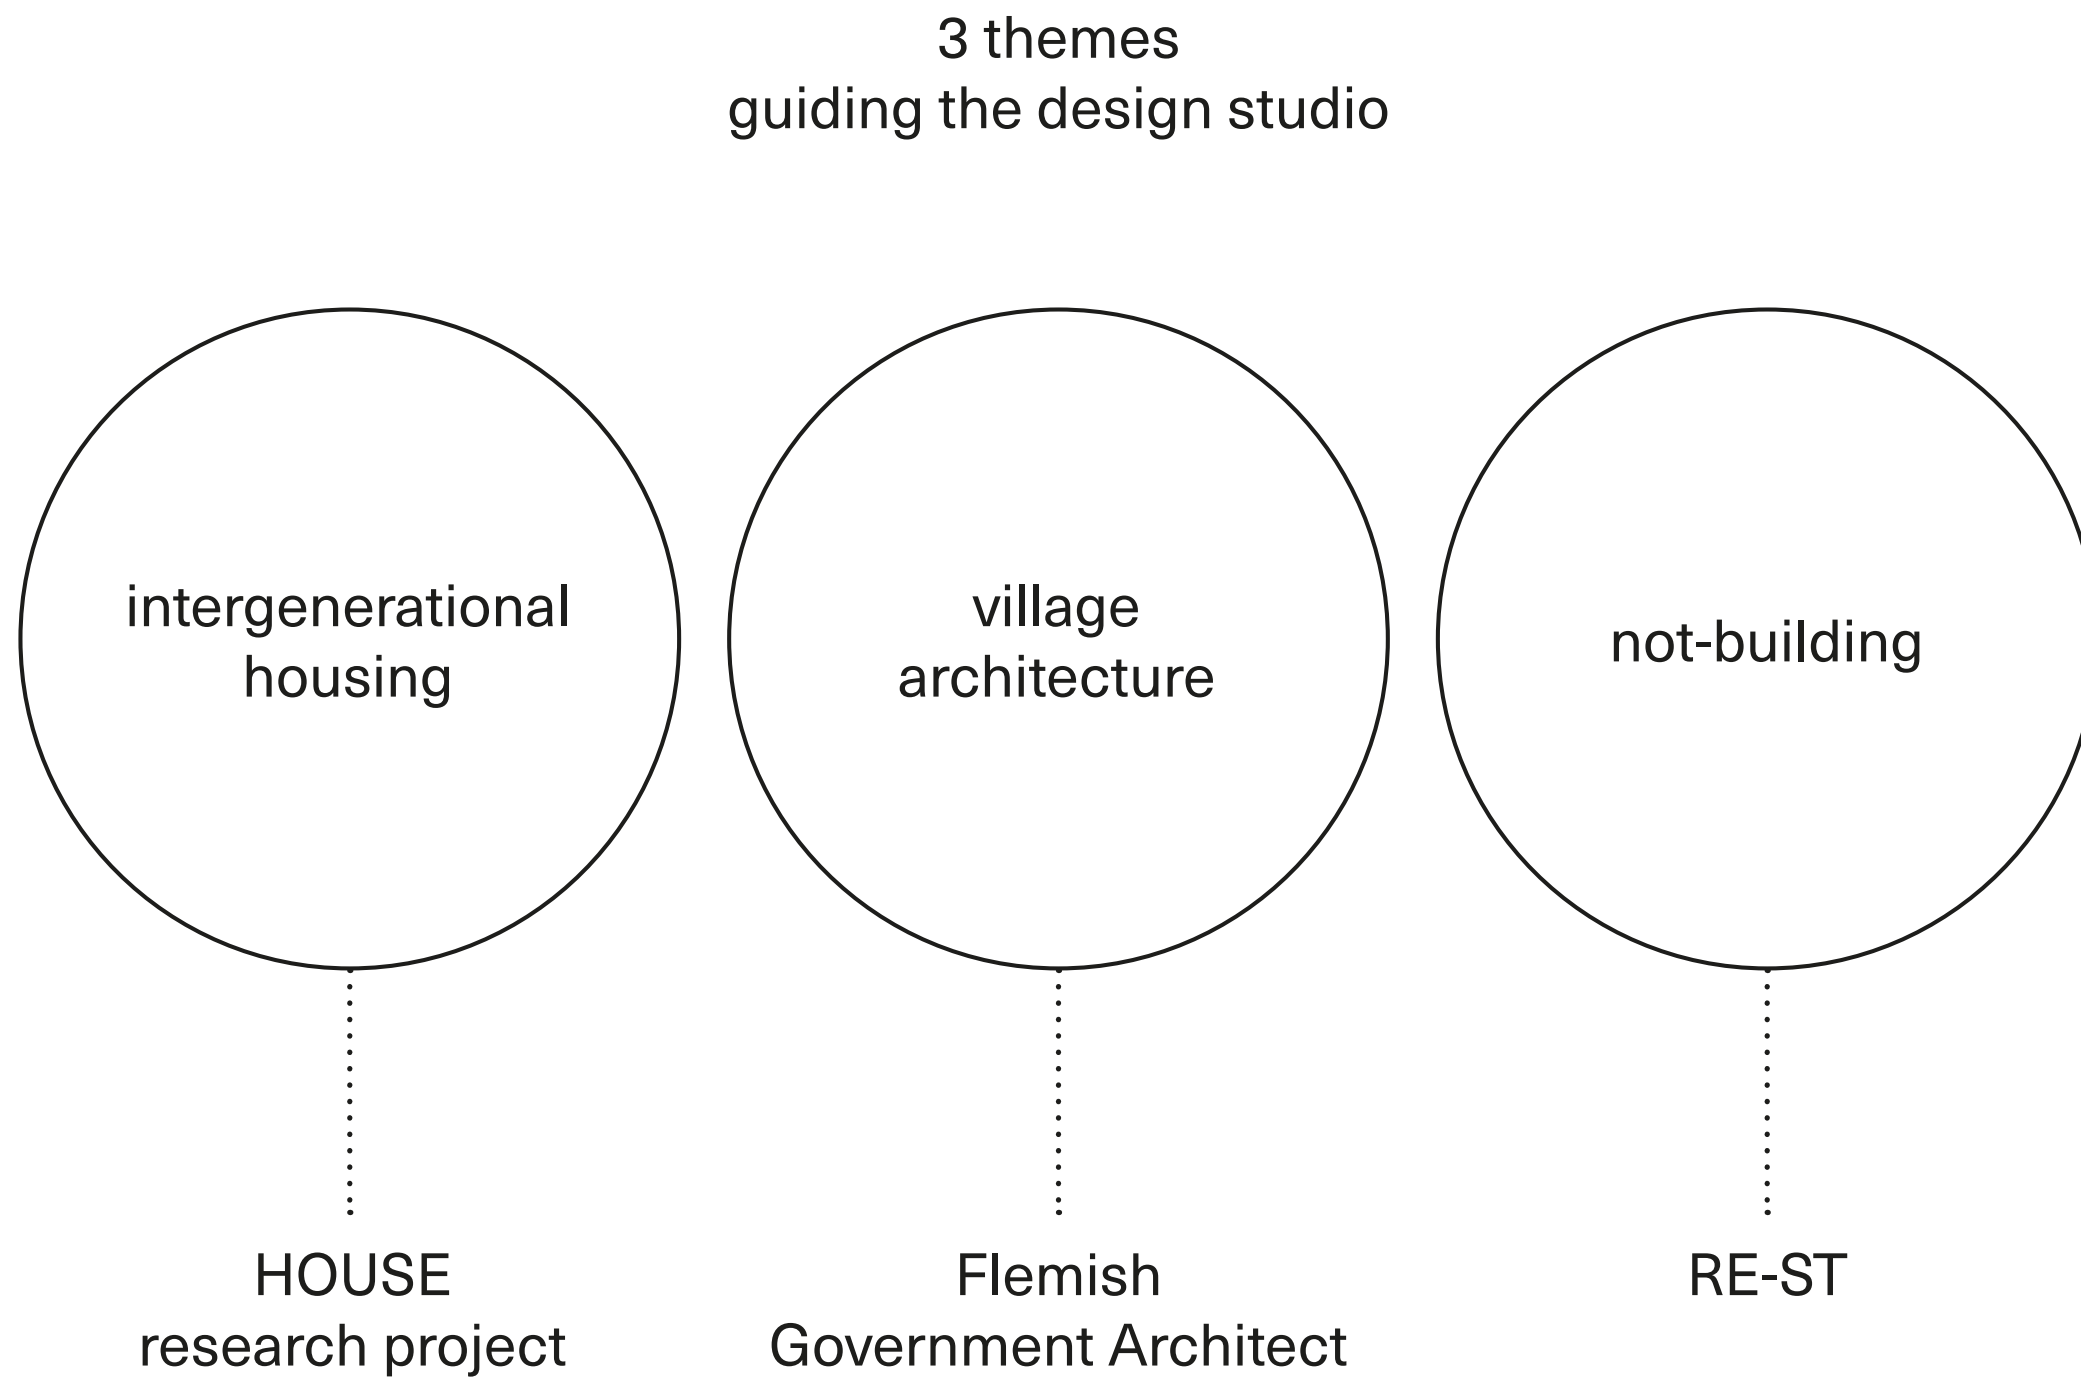 3 themes
guiding the design studio
intergenerational
housing
village
architecture
not-building
HOUSE
research project
Flemish
Government Architect
RE-ST